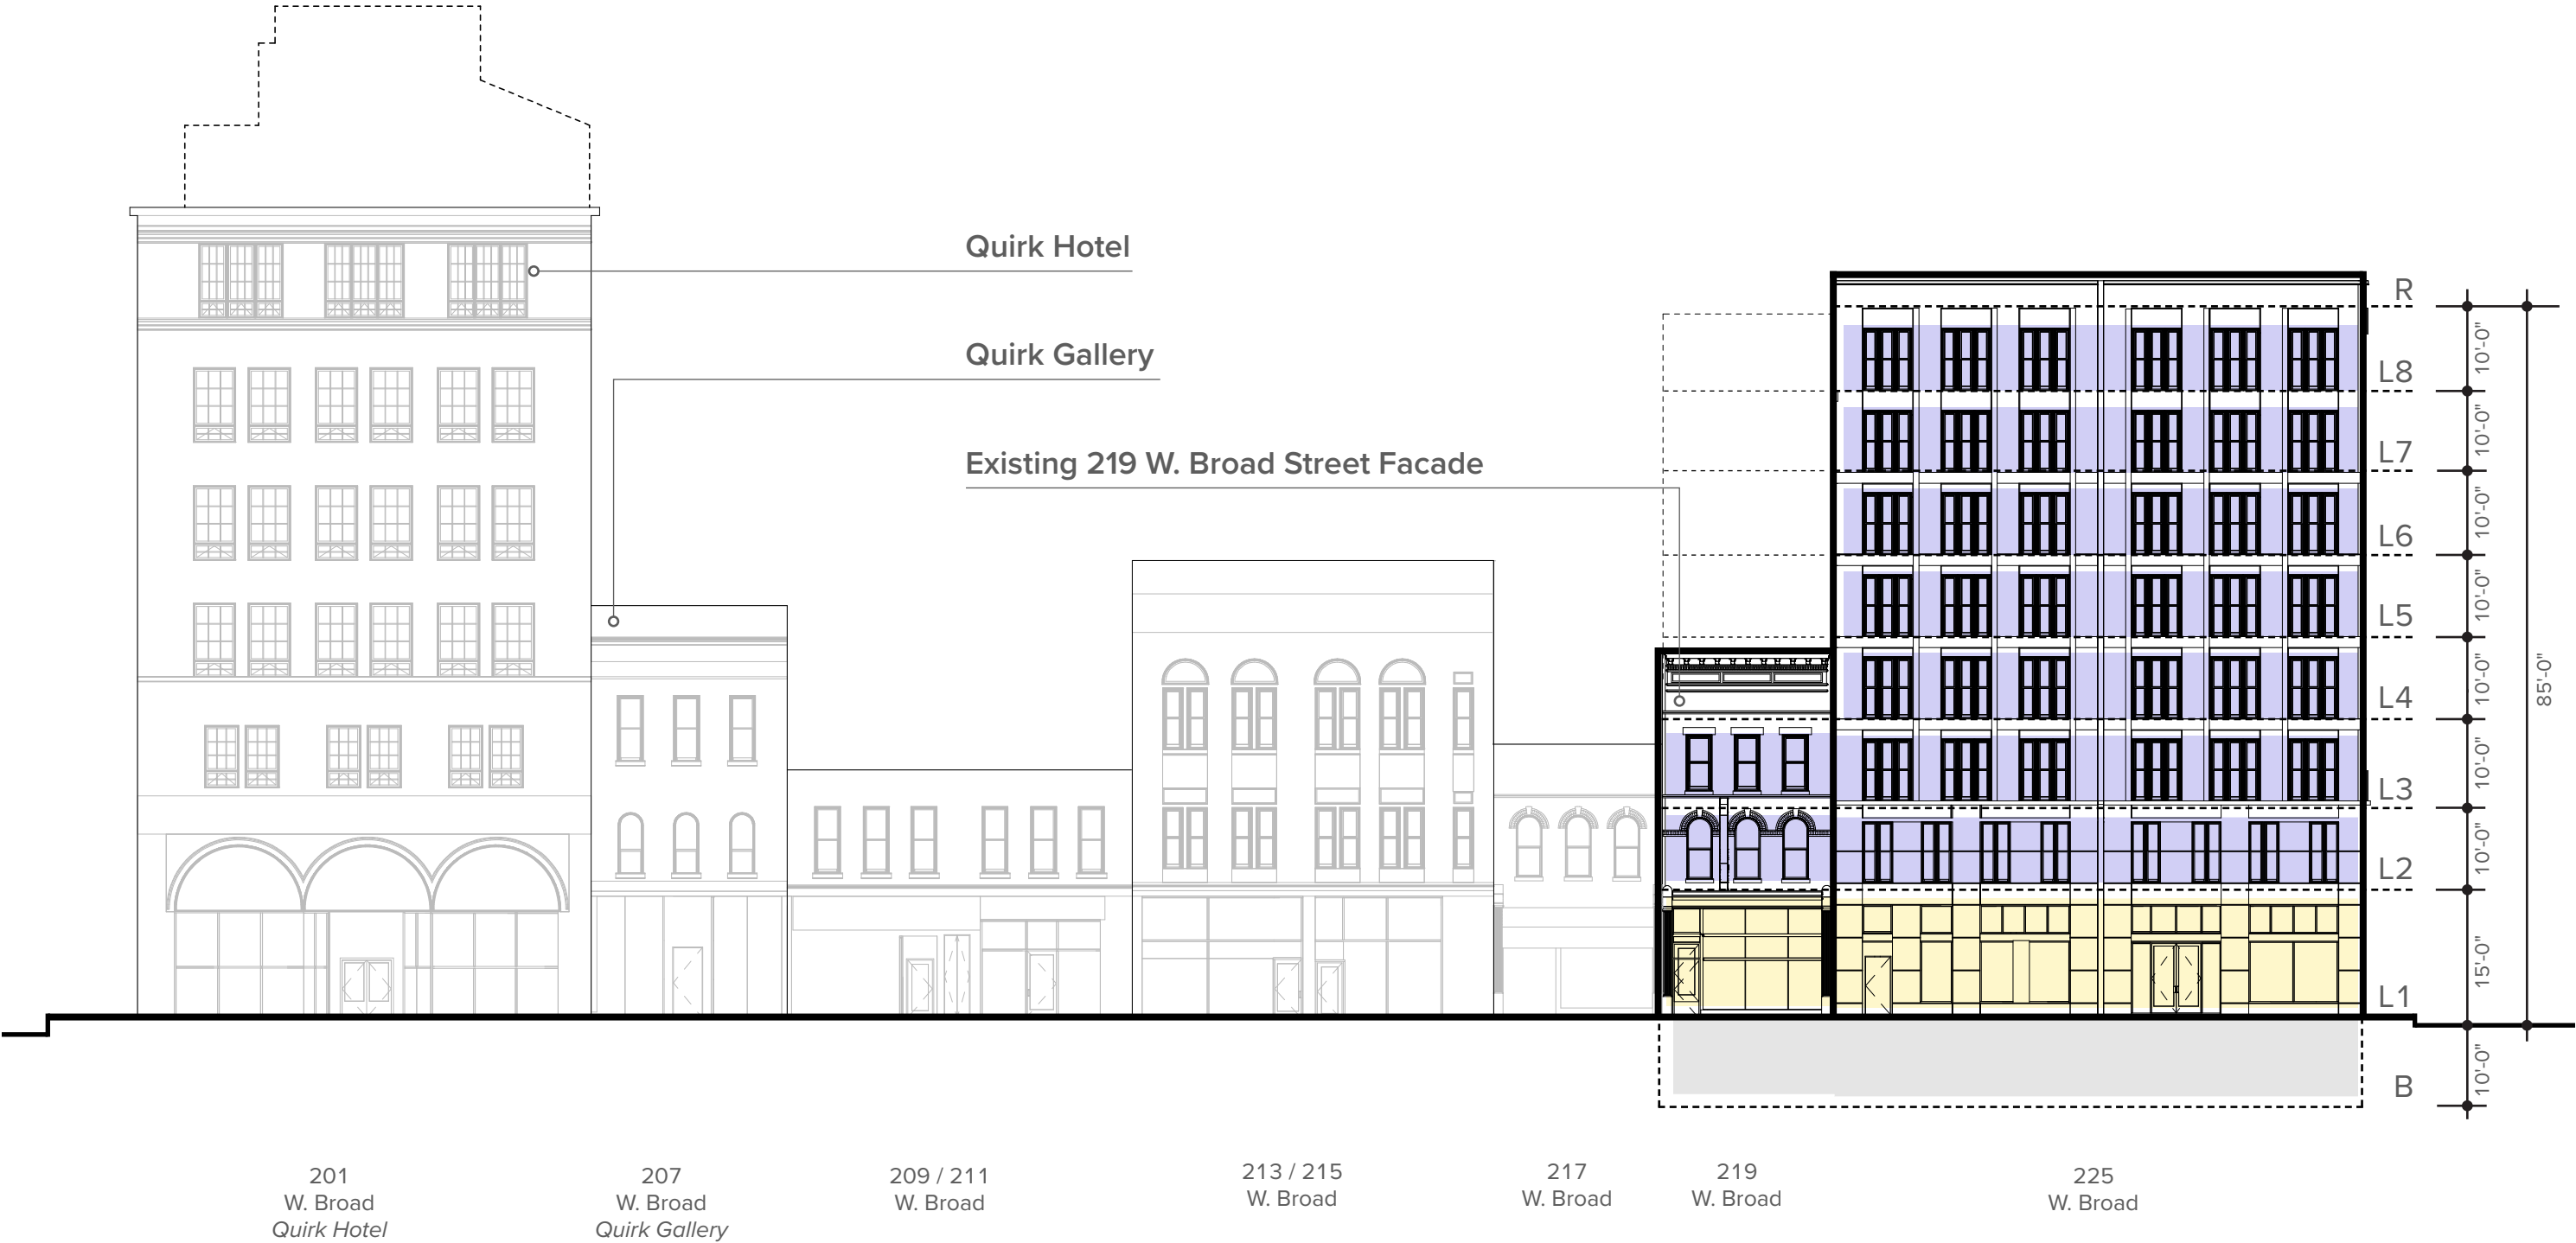 Quirk Hotel
Quirk Gallery
Existing 219 W. Broad Street Facade
R
10'-0"
L8
10'-0"
L7
10'-0"
L6
10'-0"
L5
10'-0"
L4
10'-0"
L3
10'-0"
L2
15'-0"
L1
10'-0"
B
85'-0"
201
W. Broad
Quirk Hotel
207
W. Broad
Quirk Gallery
209 / 211
W. Broad
213 / 215
W. Broad
217
W. Broad
219
W. Broad
225
W. Broad